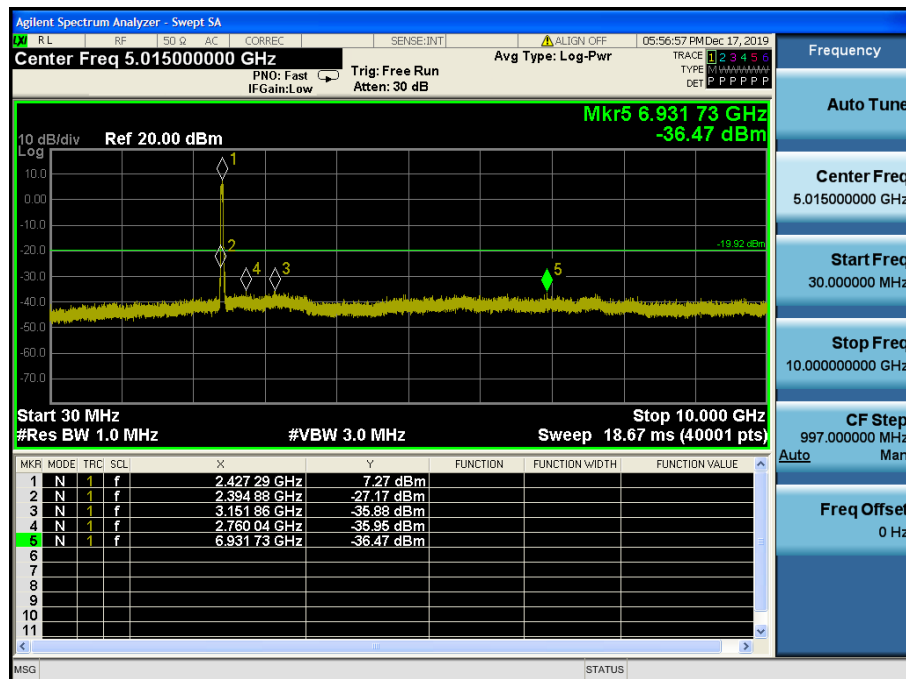 Agilent Spectrum Analyzer - Swept SA
LXI RL RF 50 Ω AC CORREC SENSE:INT ALIGN OFF 05:56:57 PM Dec 17, 2019
Center Freq 5.015000000 GHz
PNO: Fast
IFGain:Low
Trig: Free Run
Atten: 30 dB
Avg Type: Log-Pwr
TRACE 1 2 3 4 5 6
TYPE M WWWWW
DET P P P P P P
Mkr5 6.931 73 GHz
-36.47 dBm
10 dB/div Ref 20.00 dBm
Log
10.0
0.00
-10.0
-20.0
-30.0
-40.0
-50.0
-60.0
-70.0
1
2
4
3
5
-19.92 dBm
Start 30 MHz Stop 10.000 GHz
#Res BW 1.0 MHz #VBW 3.0 MHz Sweep 18.67 ms (40001 pts)
MKR MODE TRC SCL X Y FUNCTION FUNCTION WIDTH FUNCTION VALUE
1 N 1 f 2.427 29 GHz 7.27 dBm
2 N 1 f 2.394 88 GHz -27.17 dBm
3 N 1 f 3.151 86 GHz -35.88 dBm
4 N 1 f 2.760 04 GHz -35.95 dBm
5 N 1 f 6.931 73 GHz -36.47 dBm
6
7
8
9
10
11
MSG STATUS
Frequency
Auto Tune
Center Freq
5.015000000 GHz
Start Freq
30.000000 MHz
Stop Freq
10.000000000 GHz
CF Step
997.000000 MHz
Auto Man
Freq Offset
0 Hz